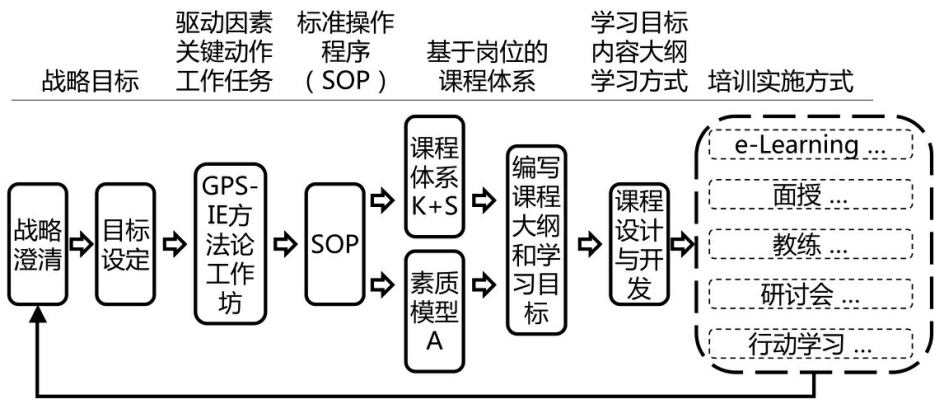 战略目标
驱动因素
关键动作
工作任务
标准操作
程序
（SOP）
基于岗位的
课程体系
学习目标
内容大纲
学习方式
培训实施方式
战略
澄清
目标
设定
GPS-
IE方
法论
工作
坊
SOP
课程
体系
K+S
素质
模型
A
编写
课程
大纲
和学
习目
标
课程
设计
与开
发
e-Learning ...
面授 ...
教练 ...
研讨会 ...
行动学习 ...